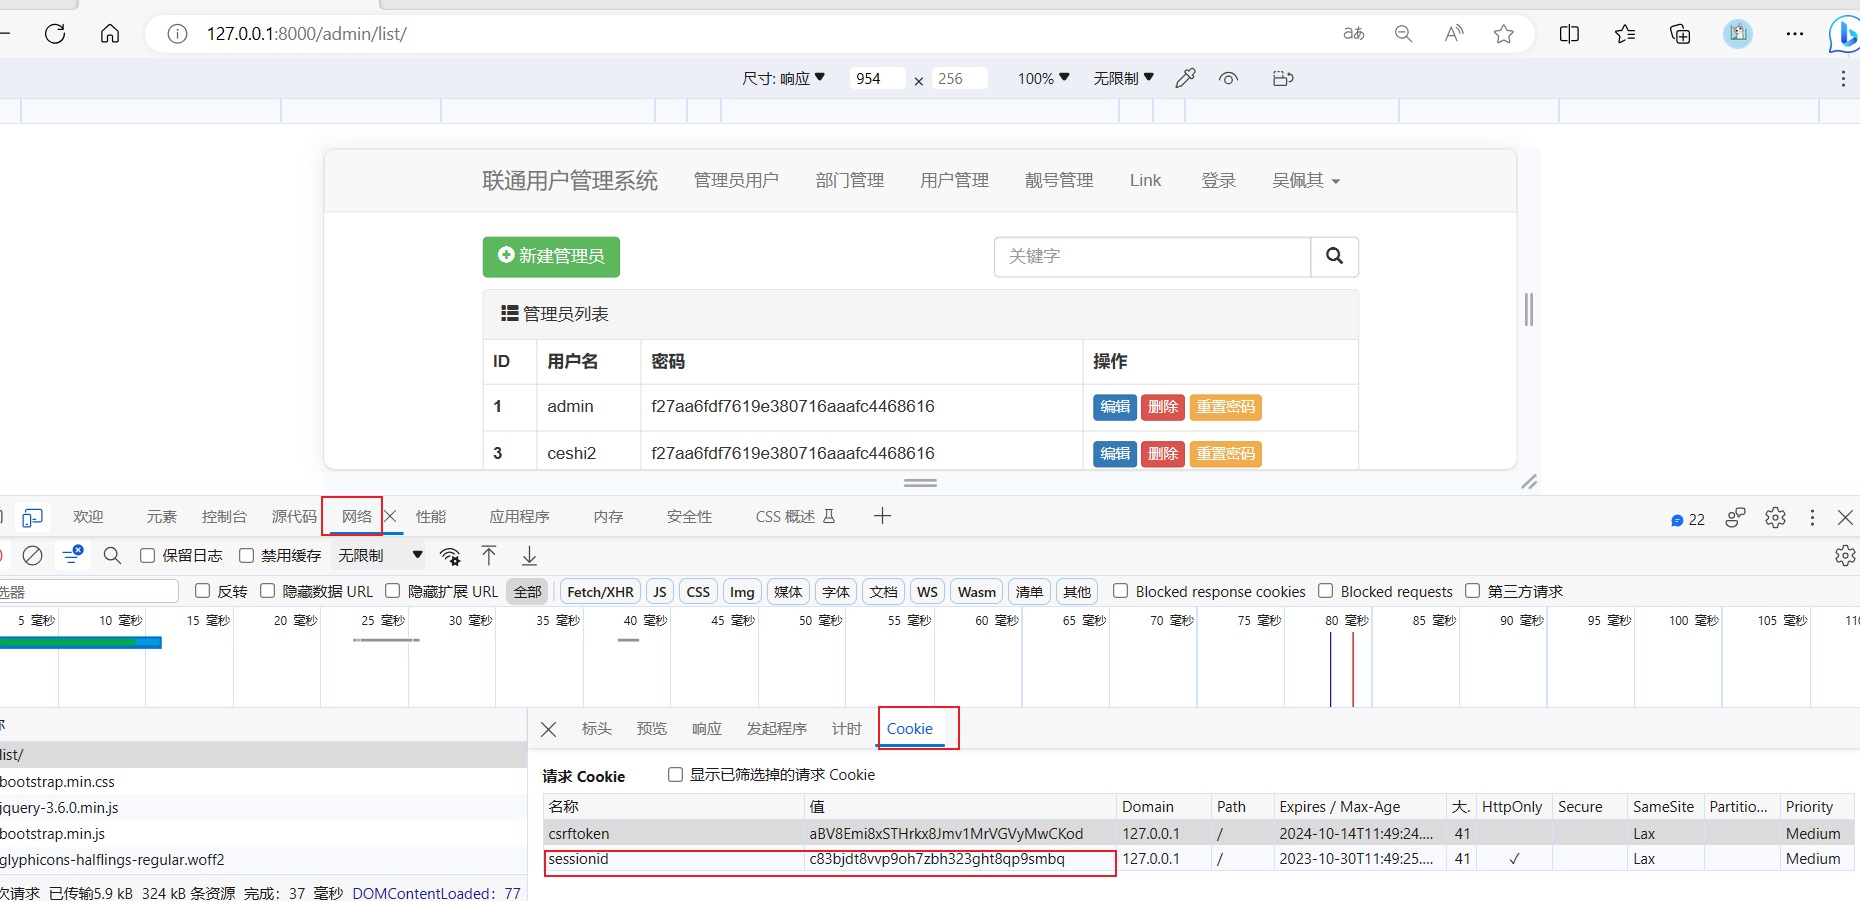 127.0.0.1:8000/admin/list/
尺寸: 响应 954 × 256 100% 无限制
联通用户管理系统 管理员用户 部门管理 用户管理 靓号管理 Link 登录 吴佩其
新建管理员 关键字
管理员列表
ID 用户名 密码 操作
1 admin f27aa6fdf7619e380716aaafc4468616 编辑 删除 重置密码
3 ceshi2 f27aa6fdf7619e380716aaafc4468616 编辑 删除 重置密码
欢迎 元素 控制台 源代码 网络 性能 应用程序 内存 安全性 CSS 概述 22
保留日志 禁用缓存 无限制
选器 反转 隐藏数据 URL 隐藏扩展 URL 全部 Fetch/XHR JS CSS Img 媒体 字体 文档 WS Wasm 清单 其他 Blocked response cookies Blocked requests 第三方请求
5 毫秒 10 毫秒 15 毫秒 20 毫秒 25 毫秒 30 毫秒 35 毫秒 40 毫秒 45 毫秒 50 毫秒 55 毫秒 60 毫秒 65 毫秒 70 毫秒 75 毫秒 80 毫秒 85 毫秒 90 毫秒 95 毫秒 100 毫秒 105 毫秒 110
标头 预览 响应 发起程序 计时 Cookie
list/
bootstrap.min.css
jquery-3.6.0.min.js
bootstrap.min.js
glyphicons-halflings-regular.woff2
次请求 已传输5.9 kB 324 kB 条资源 完成: 37 毫秒 DOMContentLoaded: 77
请求 Cookie 显示已筛选掉的请求 Cookie
名称 值 Domain Path Expires / Max-Age 大. HttpOnly Secure SameSite Partitio... Priority
csrftoken aBV8Emi8xSTHrkx8Jmv1MrVGVyMwCKod 127.0.0.1 / 2024-10-14T11:49:24.... 41 Lax Medium
sessionid c83bjdt8vvp9oh7zbh323ght8qp9smbq 127.0.0.1 / 2023-10-30T11:49:25.... 41 ✓ Lax Medium